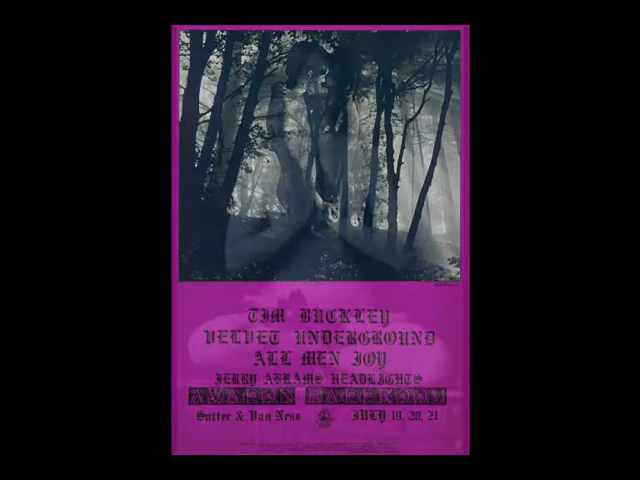 TIM BUCKLEY
VELVET UNDERGROUND
ALL MEN JOY
JERRY ABRAMS HEADLIGHTS
AVALON BALLROOM
Sutter & Van Ness JULY 19, 20, 21